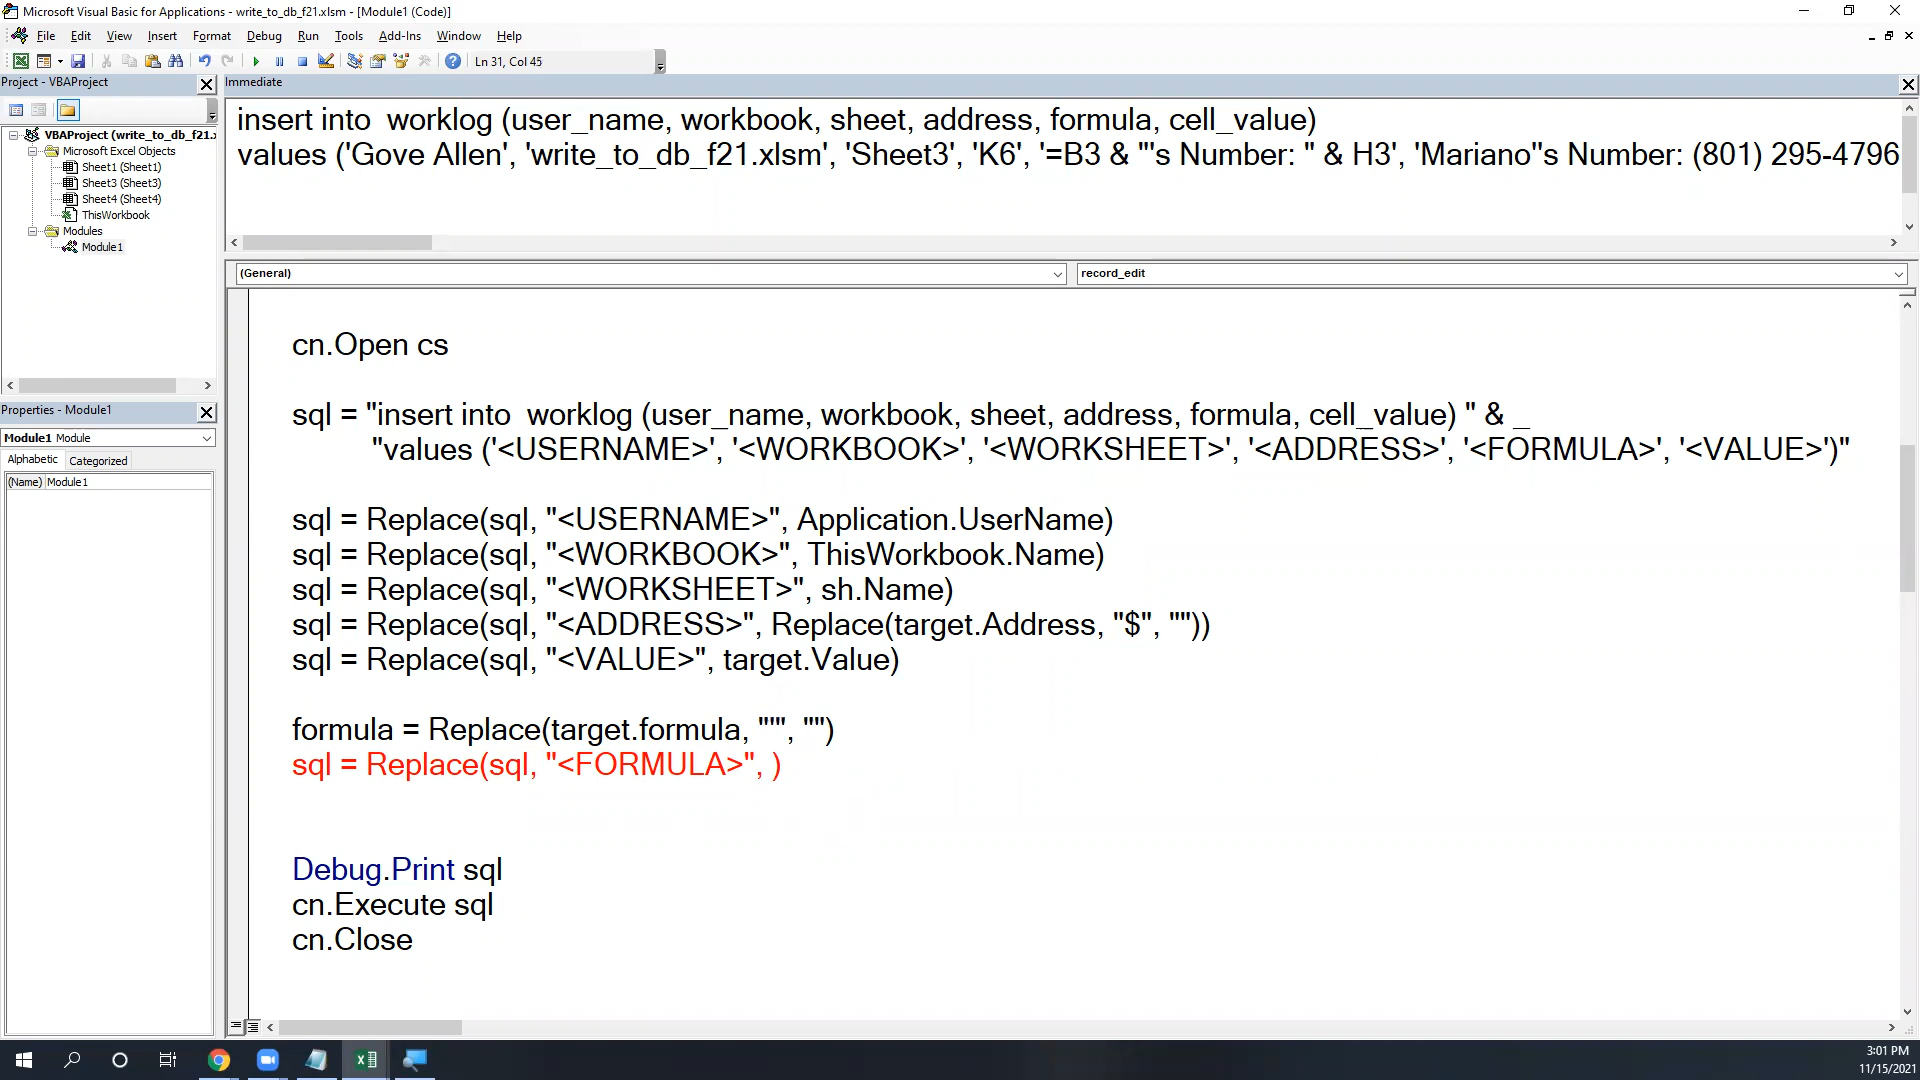 Microsoft Visual Basic for Applications - write_to_db_f21.xlsm - [Module1 (Code)]
File Edit View Insert Format Debug Run Tools Add-Ins Window Help
Ln 31, Col 45
Project - VBAProject
Immediate
VBAProject (write_to_db_f21.x
Microsoft Excel Objects
Sheet1 (Sheet1)
Sheet3 (Sheet3)
Sheet4 (Sheet4)
ThisWorkbook
Modules
Module1
insert into  worklog (user_name, workbook, sheet, address, formula, cell_value)
values ('Gove Allen', 'write_to_db_f21.xlsm', 'Sheet3', 'K6', '=B3 & "'s Number: " & H3', 'Mariano''s Number: (801) 295-4796
(General)
record_edit
Properties - Module1
Module1 Module
Alphabetic Categorized
(Name) Module1
cn.Open cs
sql = "insert into  worklog (user_name, workbook, sheet, address, formula, cell_value) " & _
"values ('<USERNAME>', '<WORKBOOK>', '<WORKSHEET>', '<ADDRESS>', '<FORMULA>', '<VALUE>')"
sql = Replace(sql, "<USERNAME>", Application.UserName)
sql = Replace(sql, "<WORKBOOK>", ThisWorkbook.Name)
sql = Replace(sql, "<WORKSHEET>", sh.Name)
sql = Replace(sql, "<ADDRESS>", Replace(target.Address, "$", ""))
sql = Replace(sql, "<VALUE>", target.Value)
formula = Replace(target.formula, "'", "")
sql = Replace(sql, "<FORMULA>", )
Debug.Print sql
cn.Execute sql
cn.Close
3:01 PM
11/15/2021